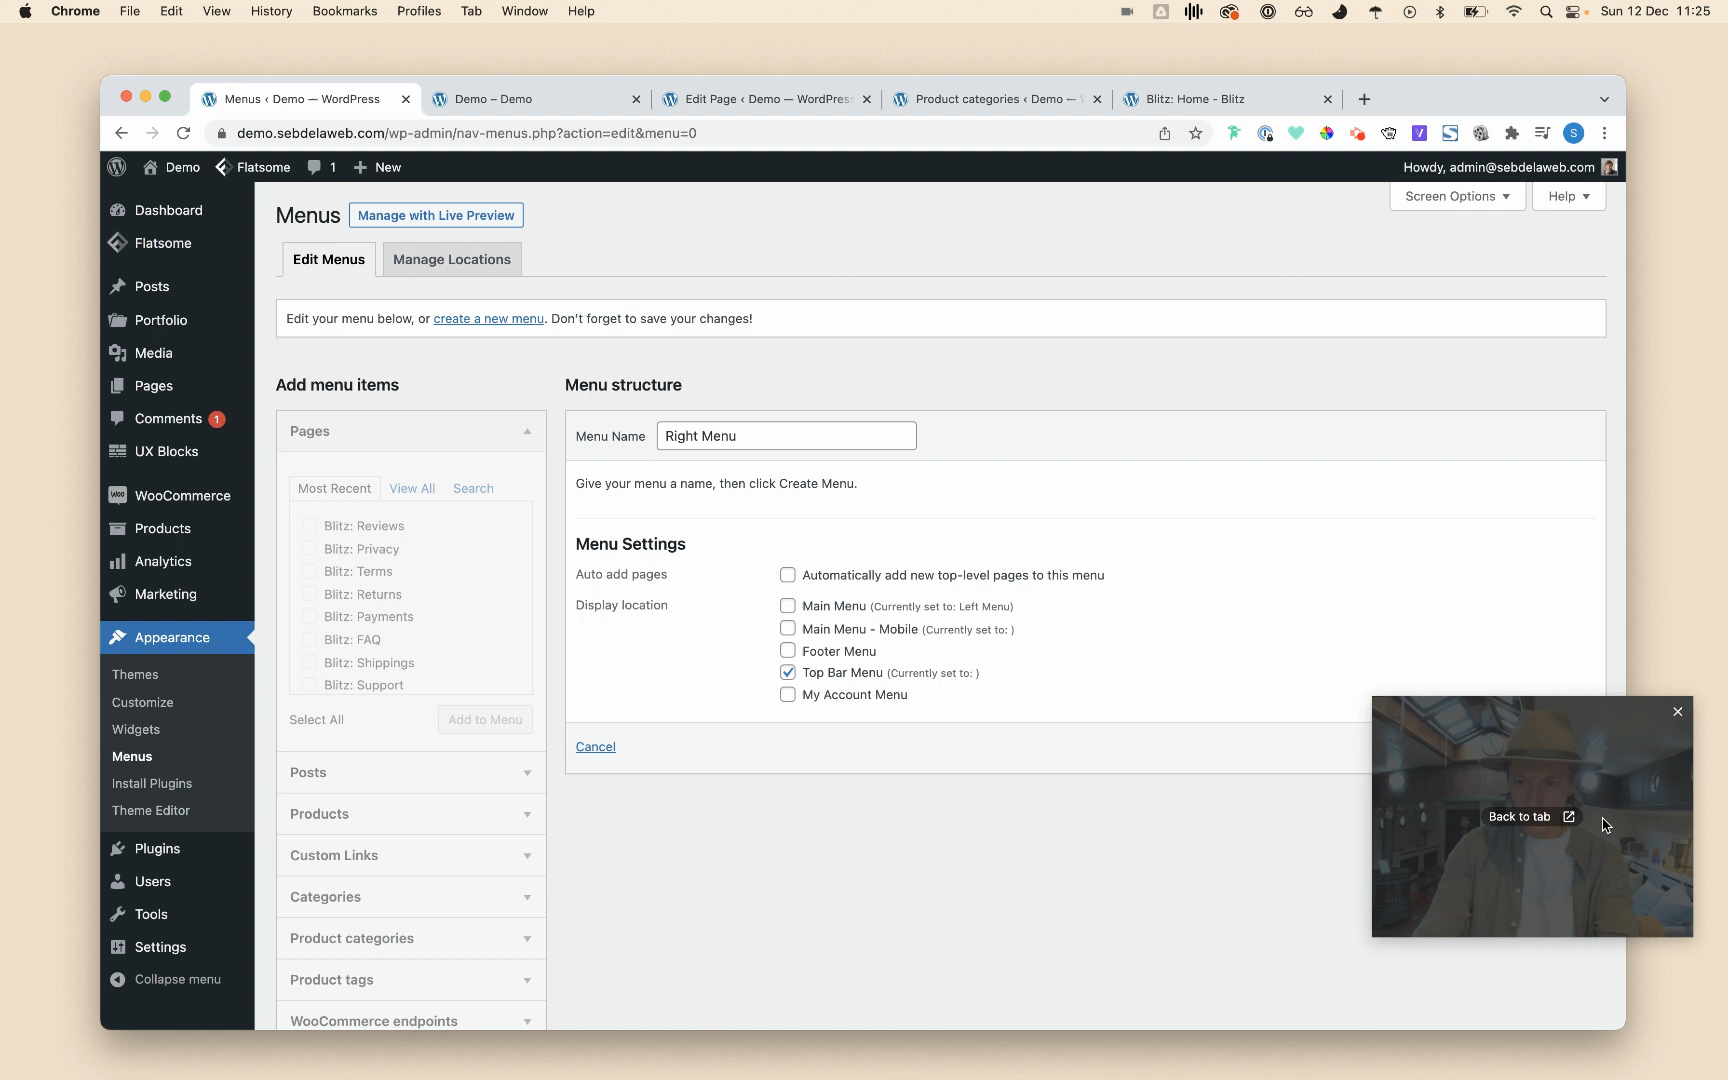 Chrome File Edit View History Bookmarks Profiles Tab Window Help Sun 12 Dec 11:25
Menus ‹ Demo — WordPress Demo – Demo Edit Page ‹ Demo — WordPress Product categories ‹ Demo — Blitz: Home - Blitz
demo.sebdelaweb.com/wp-admin/nav-menus.php?action=edit&menu=0
S
Demo Flatsome 1 New Howdy, admin@sebdelaweb.com
Dashboard
Flatsome
Posts
Portfolio
Media
Pages
Comments 1
UX Blocks
Woo WooCommerce
Products
Analytics
Marketing
Appearance
Themes
Customize
Widgets
Menus
Install Plugins
Theme Editor
Plugins
Users
Tools
Settings
Collapse menu
Screen Options Help
Menus Manage with Live Preview
Edit Menus Manage Locations
Edit your menu below, or create a new menu. Don't forget to save your changes!
Add menu items
Pages
Most Recent View All Search
Blitz: Reviews
Blitz: Privacy
Blitz: Terms
Blitz: Returns
Blitz: Payments
Blitz: FAQ
Blitz: Shippings
Blitz: Support
Select All Add to Menu
Posts
Products
Custom Links
Categories
Product categories
Product tags
WooCommerce endpoints
Menu structure
Menu Name Right Menu
Give your menu a name, then click Create Menu.
Menu Settings
Auto add pages Automatically add new top-level pages to this menu
Display location Main Menu (Currently set to: Left Menu)
Main Menu - Mobile (Currently set to: )
Footer Menu
Top Bar Menu (Currently set to: )
My Account Menu
Cancel
Back to tab